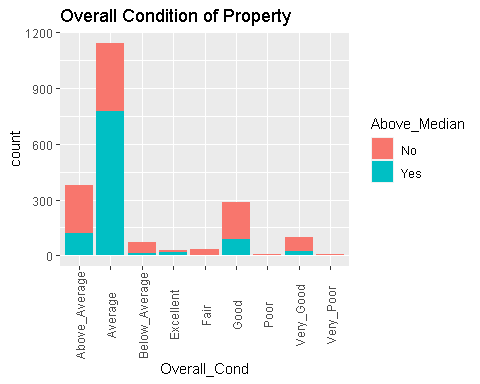 Overall Condition of Property
1200
900
600
300
0
count
Above_Average
Average
Below_Average
Excellent
Fair
Good
Poor
Very_Good
Very_Poor
Overall_Cond
Above_Median
No
Yes